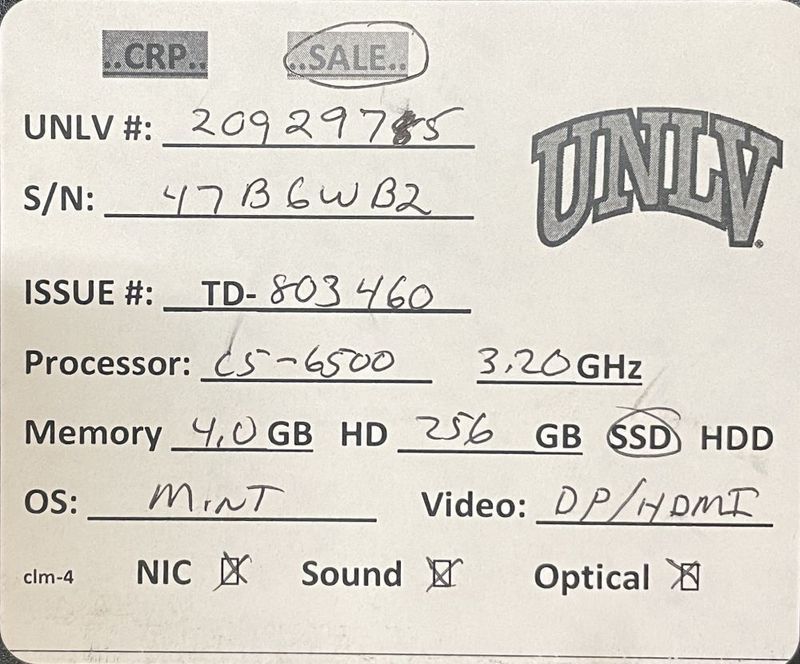 ..CRP.. ..SALE..
UNLV #: 20929785
UNLV
S/N: 47B6WB2
ISSUE #: TD-803460
Processor: i5-6500 3.20 GHz
Memory 4.0 GB HD 256 GB SSD HDD
OS: MiNT Video: DP/HDMI
clm-4 NIC Sound Optical